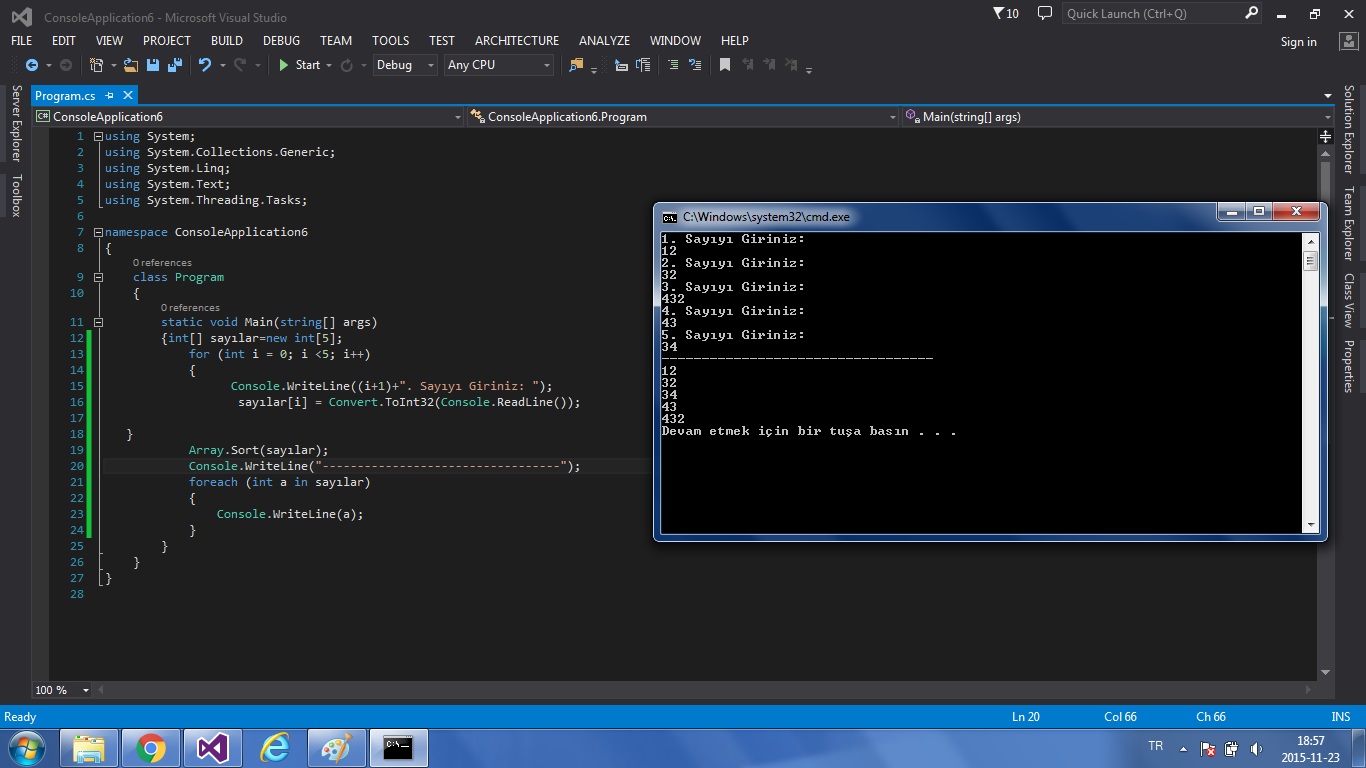 ConsoleApplication6 - Microsoft Visual Studio
10
Quick Launch (Ctrl+Q)
FILE EDIT VIEW PROJECT BUILD DEBUG TEAM TOOLS TEST ARCHITECTURE ANALYZE WINDOW HELP
Sign in
Start Debug Any CPU
Server Explorer
Toolbox
Program.cs
ConsoleApplication6 ConsoleApplication6.Program Main(string[] args)
1 using System;
2 using System.Collections.Generic;
3 using System.Linq;
4 using System.Text;
5 using System.Threading.Tasks;
6
7 namespace ConsoleApplication6
8 {
0 references
9 class Program
10 {
0 references
11 static void Main(string[] args)
12 {int[] sayılar=new int[5];
13 for (int i = 0; i <5; i++)
14 {
15 Console.WriteLine((i+1)+". Sayıyı Giriniz: ");
16 sayılar[i] = Convert.ToInt32(Console.ReadLine());
17
18 }
19 Array.Sort(sayılar);
20 Console.WriteLine("----------------------------------");
21 foreach (int a in sayılar)
22 {
23 Console.WriteLine(a);
24 }
25 }
26 }
27 }
28
C:\Windows\system32\cmd.exe
1. Sayıyı Giriniz:
12
2. Sayıyı Giriniz:
32
3. Sayıyı Giriniz:
432
4. Sayıyı Giriniz:
43
5. Sayıyı Giriniz:
34
----------------------------------
12
32
34
43
432
Devam etmek için bir tuşa basın . . .
Solution Explorer
Team Explorer
Class View
Properties
100 %
Ready Ln 20 Col 66 Ch 66 INS
TR
18:57
2015-11-23